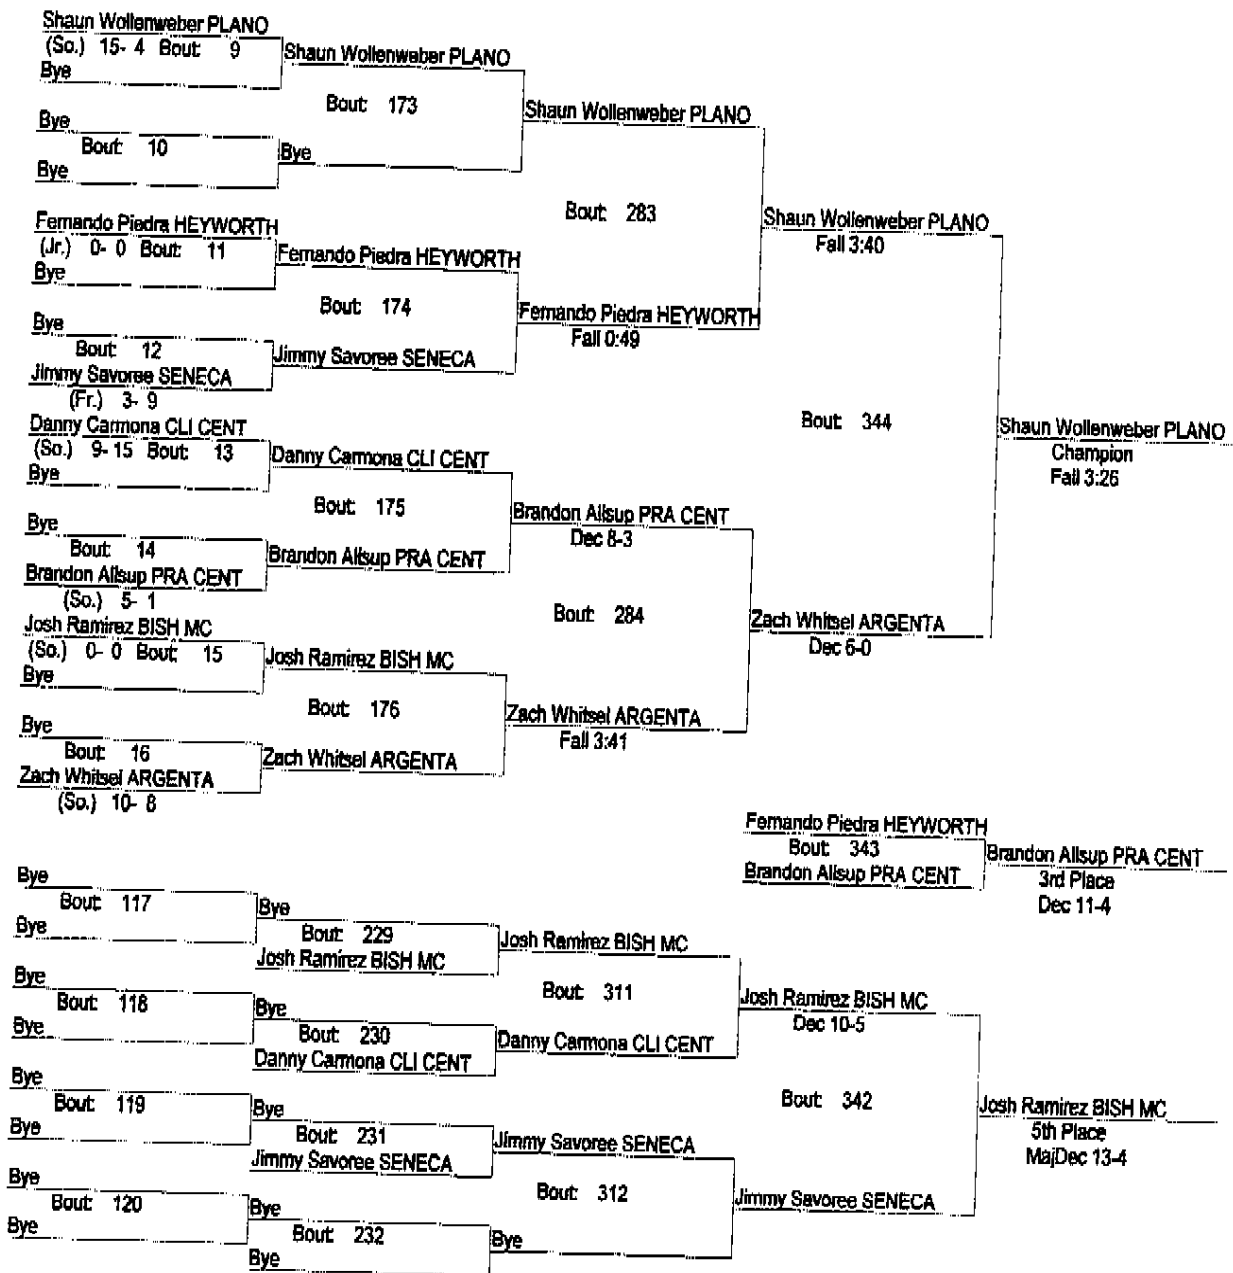 Shaun Wollenweber PLANO
(So.) 15- 4 Bout: 9
Bye
Shaun Wollenweber PLANO
Bout: 173
Bye
Bout: 10
Bye
Bye
Shaun Wollenweber PLANO
Bout: 283
Fernando Piedra HEYWORTH
(Jr.) 0- 0 Bout: 11
Bye
Fernando Piedra HEYWORTH
Bout: 174
Bye
Bout: 12
Jimmy Savoree SENECA
(Fr.) 3- 9
Jimmy Savoree SENECA
Fernando Piedra HEYWORTH
Fall 0:49
Shaun Wollenweber PLANO
Fall 3:40
Bout: 344
Danny Carmona CLI CENT
(So.) 9- 15 Bout: 13
Bye
Danny Carmona CLI CENT
Bout: 175
Bye
Bout: 14
Brandon Allsup PRA CENT
(So.) 5- 1
Brandon Allsup PRA CENT
Brandon Allsup PRA CENT
Dec 8-3
Bout: 284
Josh Ramirez BISH MC
(So.) 0- 0 Bout: 15
Bye
Josh Ramirez BISH MC
Bout: 176
Bye
Bout: 16
Zach Whitsel ARGENTA
(So.) 10- 8
Zach Whitsel ARGENTA
Zach Whitsel ARGENTA
Fall 3:41
Zach Whitsel ARGENTA
Dec 6-0
Shaun Wollenweber PLANO
Champion
Fall 3:26
Fernando Piedra HEYWORTH
Bout: 343
Brandon Allsup PRA CENT
Brandon Allsup PRA CENT
3rd Place
Dec 11-4
Bye
Bout: 117
Bye
Bye
Bout: 229
Josh Ramirez BISH MC
Josh Ramirez BISH MC
Bout: 311
Bye
Bout: 118
Bye
Bye
Bout: 230
Danny Carmona CLI CENT
Danny Carmona CLI CENT
Josh Ramirez BISH MC
Dec 10-5
Bout: 342
Bye
Bout: 119
Bye
Bye
Bout: 231
Jimmy Savoree SENECA
Jimmy Savoree SENECA
Bout: 312
Bye
Bout: 120
Bye
Bye
Bout: 232
Bye
Bye
Jimmy Savoree SENECA
Josh Ramirez BISH MC
5th Place
MajDec 13-4